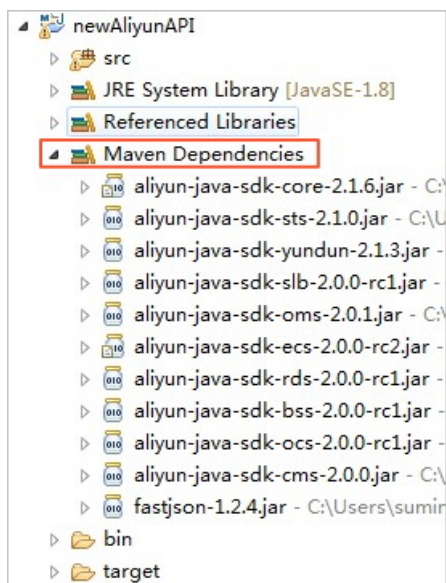 newAliyunAPI
src
JRE System Library [JavaSE-1.8]
Referenced Libraries
Maven Dependencies
aliyun-java-sdk-core-2.1.6.jar - C:
aliyun-java-sdk-sts-2.1.0.jar - C:\U
aliyun-java-sdk-yundun-2.1.3.jar -
aliyun-java-sdk-slb-2.0.0-rc1.jar -
aliyun-java-sdk-oms-2.0.1.jar - C:\
aliyun-java-sdk-ecs-2.0.0-rc2.jar -
aliyun-java-sdk-rds-2.0.0-rc1.jar -
aliyun-java-sdk-bss-2.0.0-rc1.jar -
aliyun-java-sdk-ocs-2.0.0-rc1.jar -
aliyun-java-sdk-cms-2.0.0.jar - C:\
fastjson-1.2.4.jar - C:\Users\sumin
bin
target